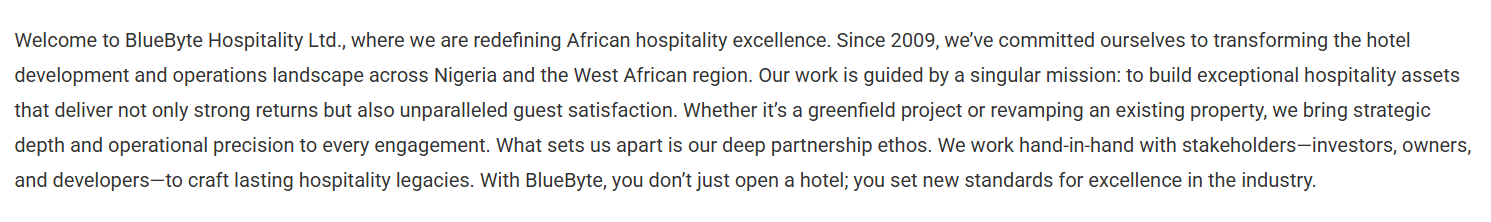 Welcome to BlueByte Hospitality Ltd., where we are redefining African hospitality excellence. Since 2009, we’ve committed ourselves to transforming the hotel
development and operations landscape across Nigeria and the West African region. Our work is guided by a singular mission: to build exceptional hospitality assets
that deliver not only strong returns but also unparalleled guest satisfaction. Whether it’s a greenfield project or revamping an existing property, we bring strategic
depth and operational precision to every engagement. What sets us apart is our deep partnership ethos. We work hand-in-hand with stakeholders—investors, owners,
and developers—to craft lasting hospitality legacies. With BlueByte, you don’t just open a hotel; you set new standards for excellence in the industry.